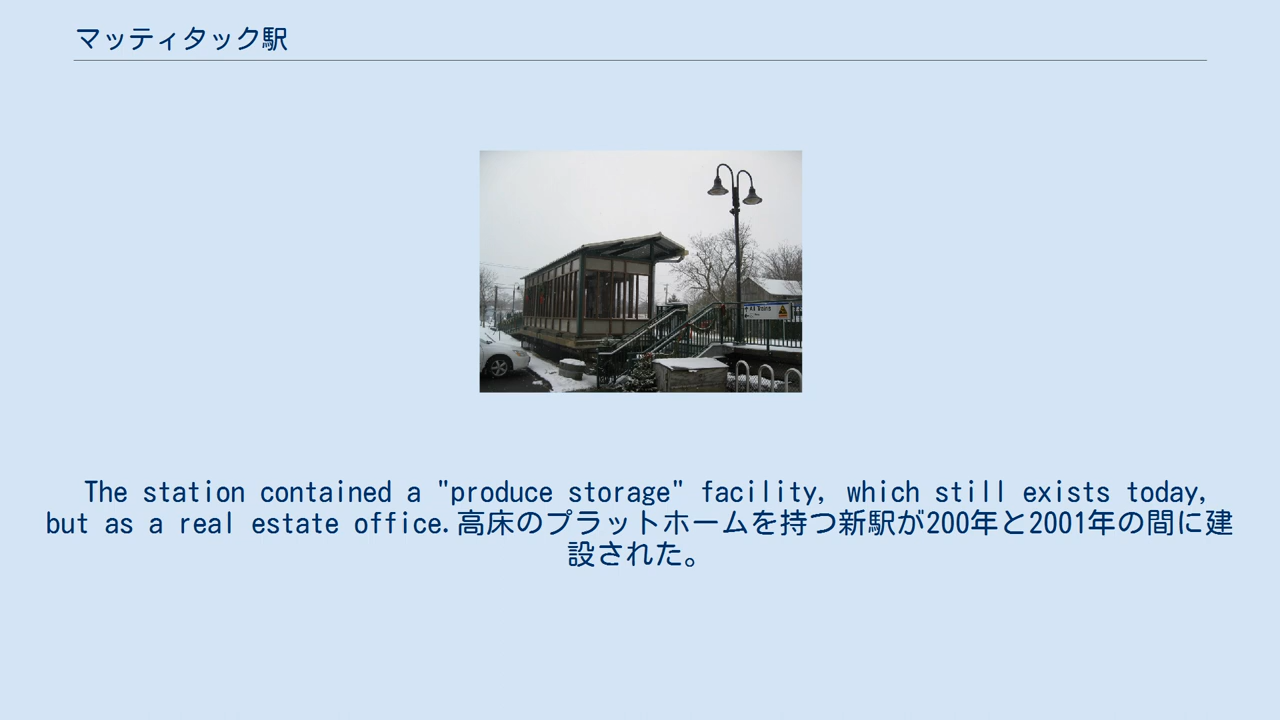 マッティタック駅
The station contained a "produce storage" facility, which still exists today,
but as a real estate office.高床のプラットホームを持つ新駅が200年と2001年の間に建
設された。